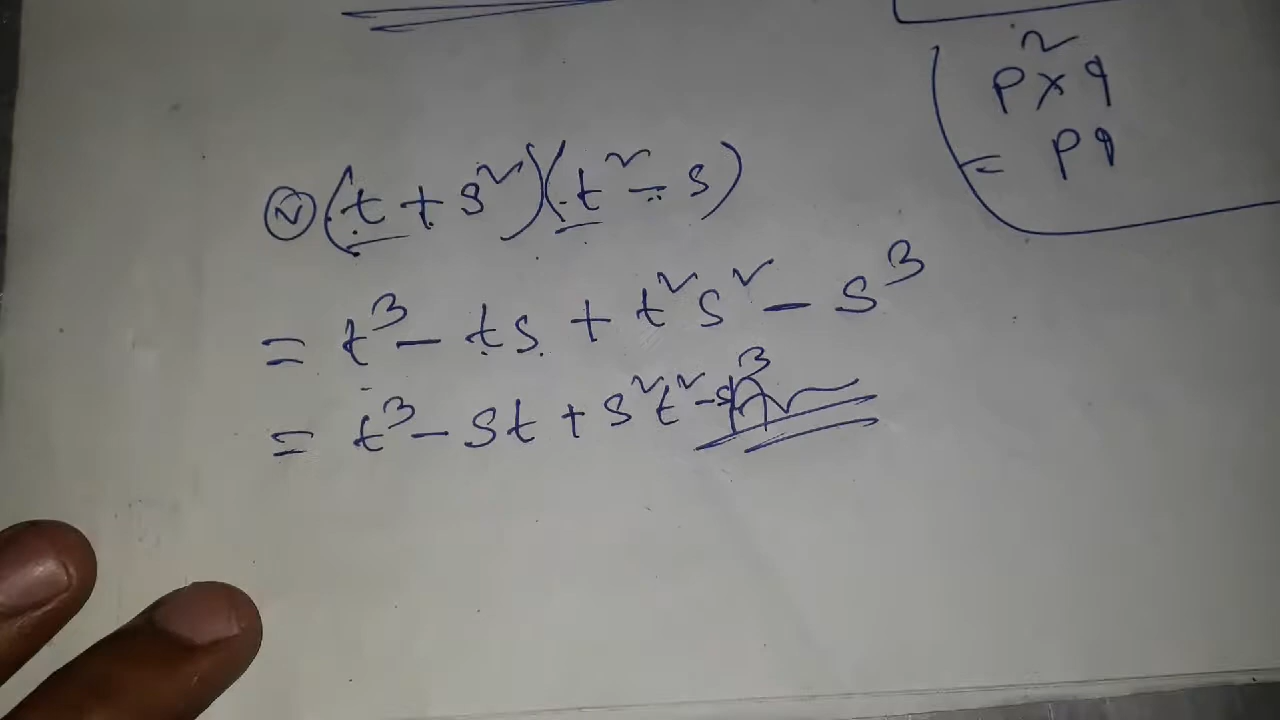 (v) (t + s²)(t² - s)
= t³ - ts + t²s² - s³
= t³ - st + s²t² - s³
p² × q
= pq